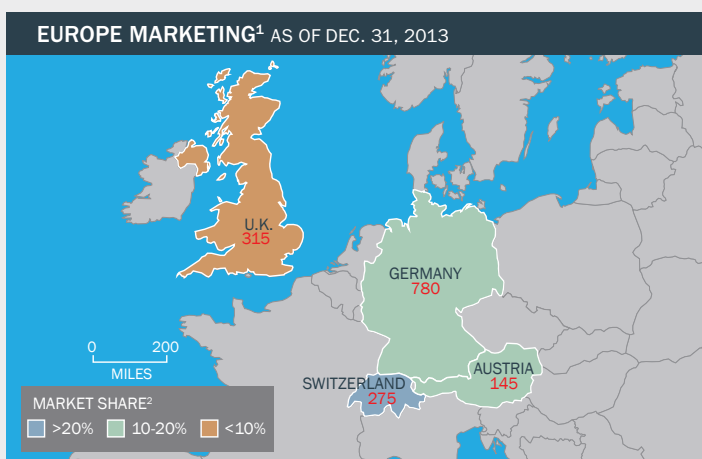 EUROPE MARKETING¹ AS OF DEC. 31, 2013
U.K.
315
GERMANY
780
0 200
MILES
SWITZERLAND
275
AUSTRIA
145
MARKET SHARE²
>20% 10-20% <10%